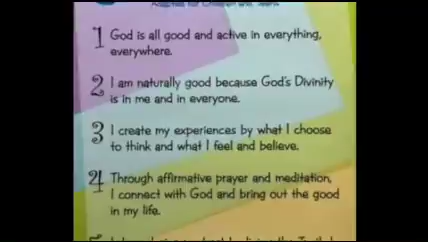 Adapted for Children and Teens
1 God is all good and active in everything,
everywhere.
2 I am naturally good because God's Divinity
is in me and in everyone.
3 I create my experiences by what I choose
to think and what I feel and believe.
4 Through affirmative prayer and meditation,
I connect with God and bring out the good
in my life.